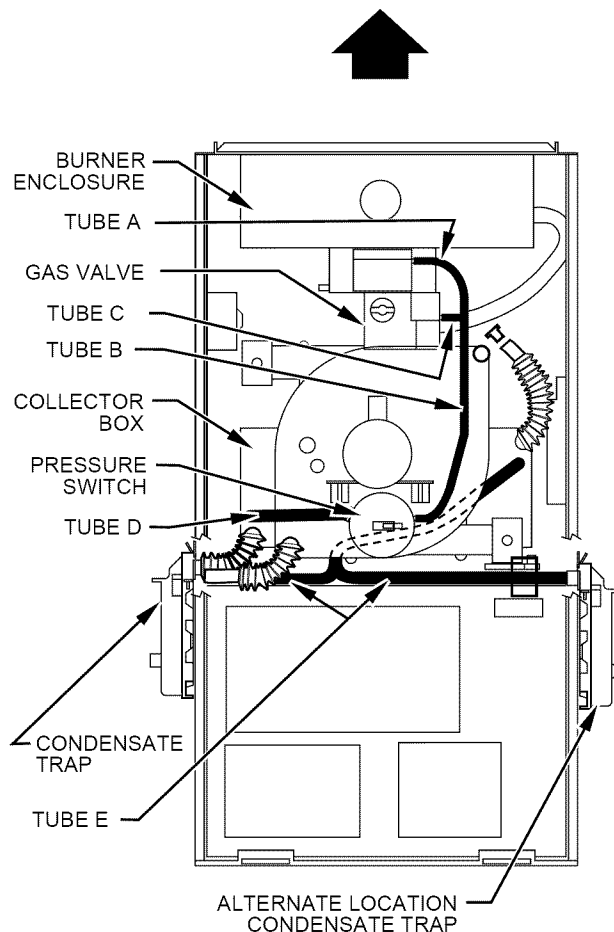 BURNER
ENCLOSURE
TUBE A
GAS VALVE
TUBE C
TUBE B
COLLECTOR
BOX
PRESSURE
SWITCH
TUBE D
CONDENSATE
TRAP
TUBE E
ALTERNATE LOCATION
CONDENSATE TRAP